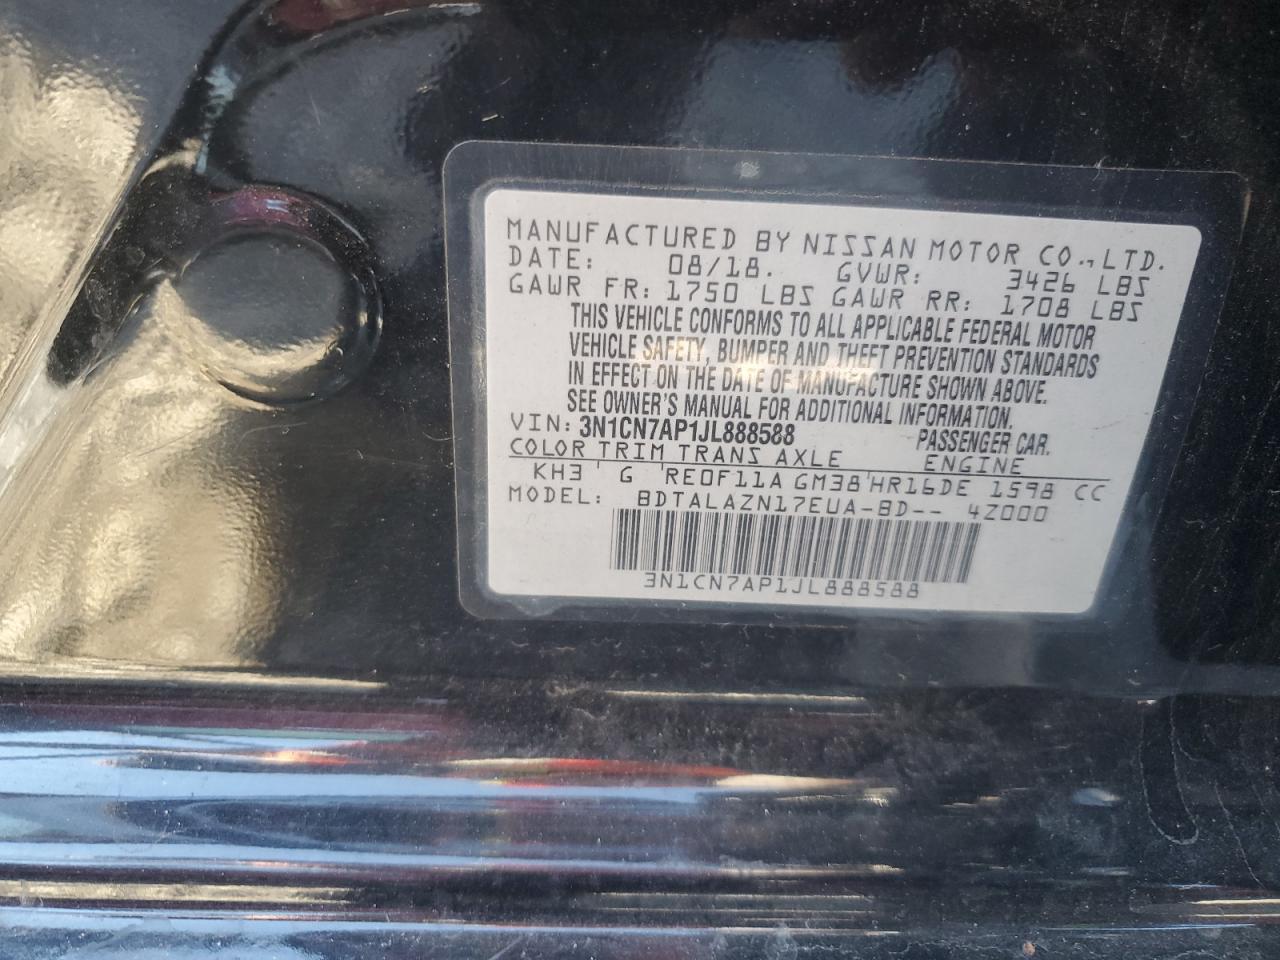 MANUFACTURED BY NISSAN MOTOR CO.,LTD.
DATE: 08/18. GVWR: 3426 LBS
GAWR FR: 1750 LBS GAWR RR: 1708 LBS
THIS VEHICLE CONFORMS TO ALL APPLICABLE FEDERAL MOTOR
VEHICLE SAFETY, BUMPER AND THEFT PREVENTION STANDARDS
IN EFFECT ON THE DATE OF MANUFACTURE SHOWN ABOVE.
SEE OWNER'S MANUAL FOR ADDITIONAL INFORMATION.
VIN: 3N1CN7AP1JL888588 PASSENGER CAR.
COLOR TRIM TRANS AXLE ENGINE
KH3 ' G ' RE0F11A GM38 ' HR16DE 1598 CC
MODEL: BDTALAZN17EUA-BD-- 4Z000
3N1CN7AP1JL888588